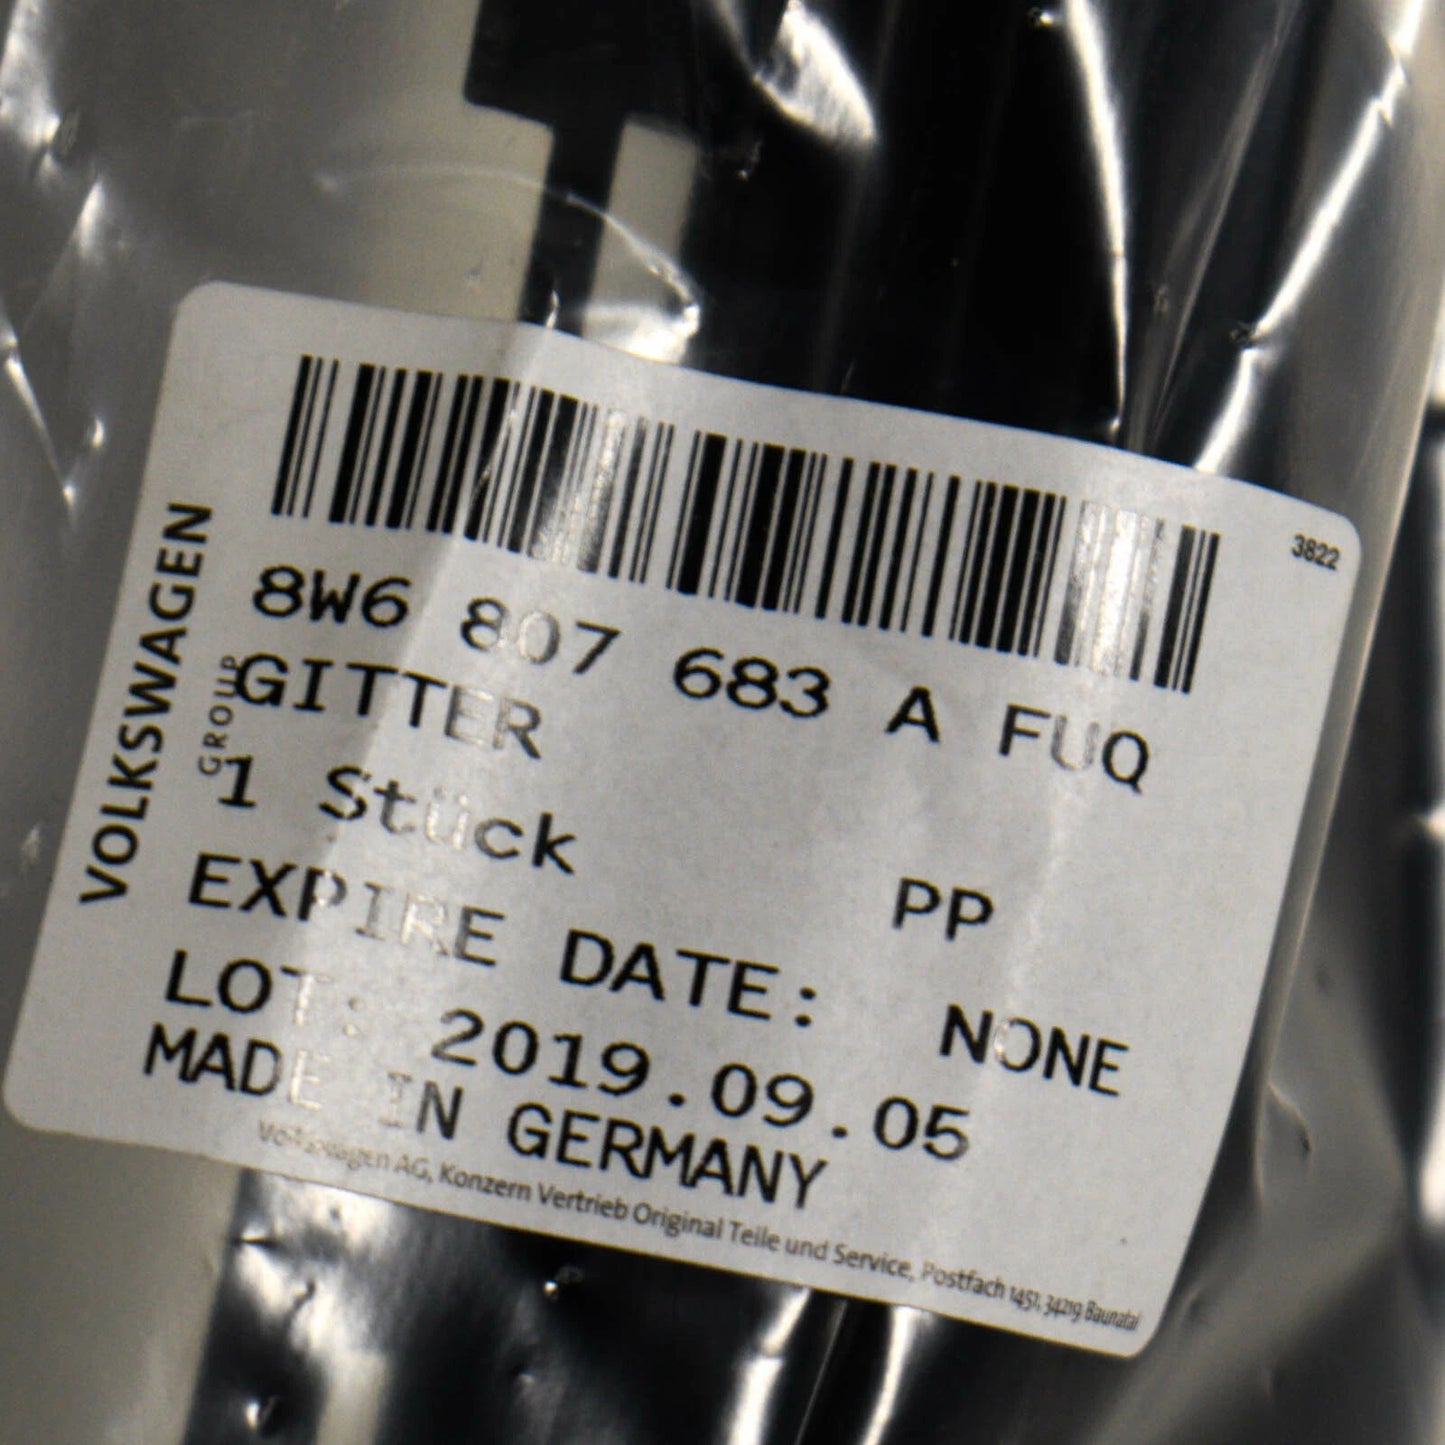 3822
VOLKSWAGEN
GROUP
8W6 807 683 A FUQ
GITTER
1 Stück
PP
EXPIRE DATE: NONE
LOT: 2019.09.05
MADE IN GERMANY
Volkswagen AG, Konzern Vertrieb Original Teile und Service, Postfach 1451, 34219 Baunatal